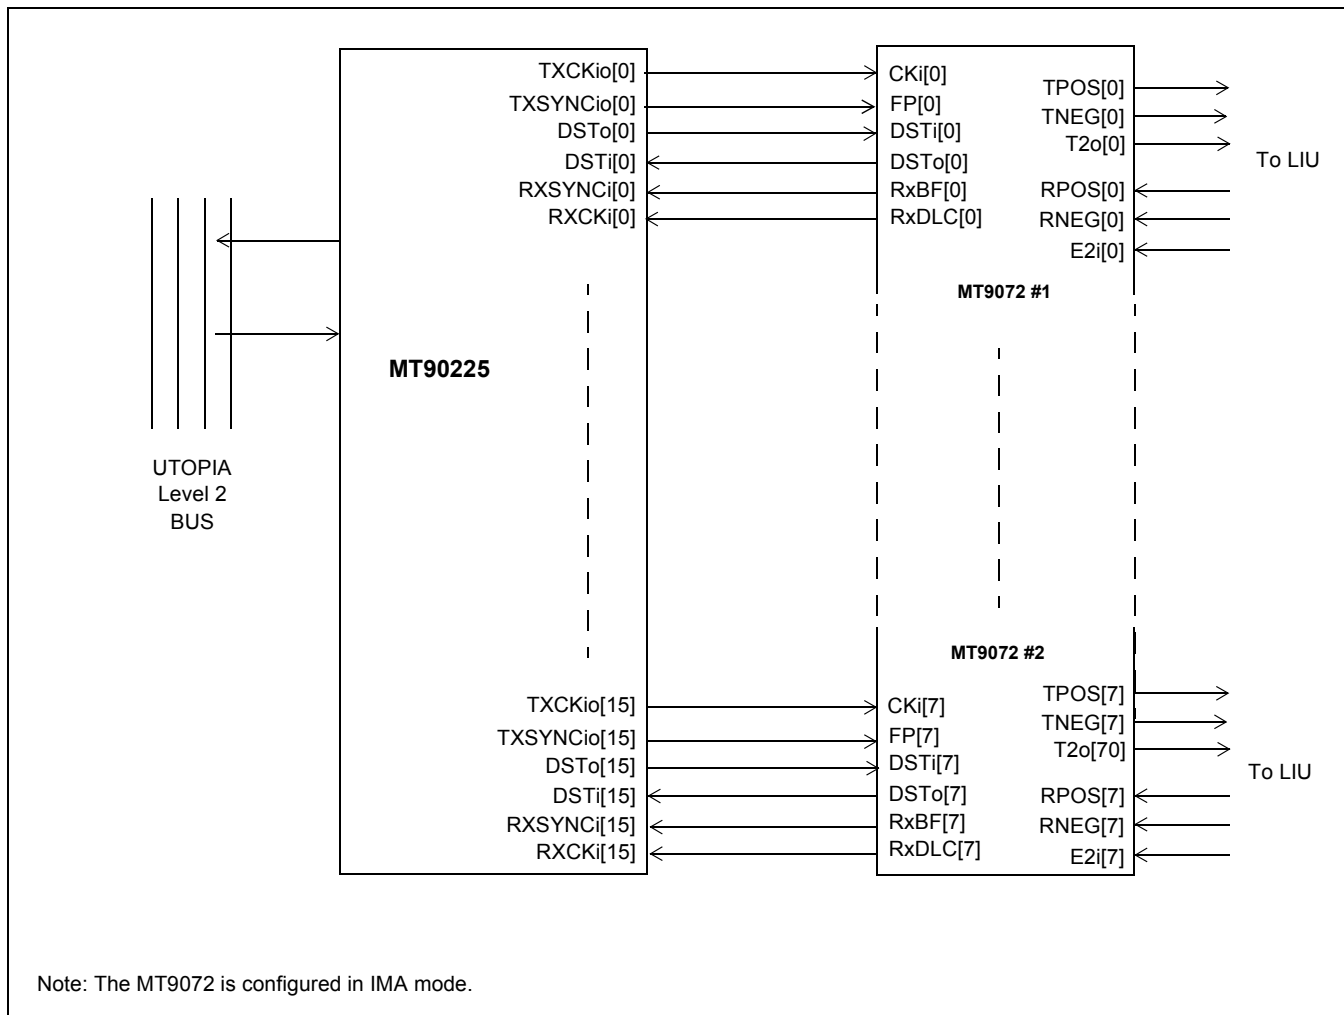 TXCKio[0]
TXSYNCio[0]
DSTo[0]
DSTi[0]
RXSYNCi[0]
RXCKi[0]
CKi[0]
FP[0]
DSTi[0]
DSTo[0]
RxBF[0]
RxDLC[0]
TPOS[0]
TNEG[0]
T2o[0]
RPOS[0]
RNEG[0]
E2i[0]
To LIU
MT9072 #1
MT90225
UTOPIA
Level 2
BUS
MT9072 #2
TXCKio[15]
TXSYNCio[15]
DSTo[15]
DSTi[15]
RXSYNCi[15]
RXCKi[15]
CKi[7]
FP[7]
DSTi[7]
DSTo[7]
RxBF[7]
RxDLC[7]
TPOS[7]
TNEG[7]
T2o[70]
RPOS[7]
RNEG[7]
E2i[7]
To LIU
Note: The MT9072 is configured in IMA mode.